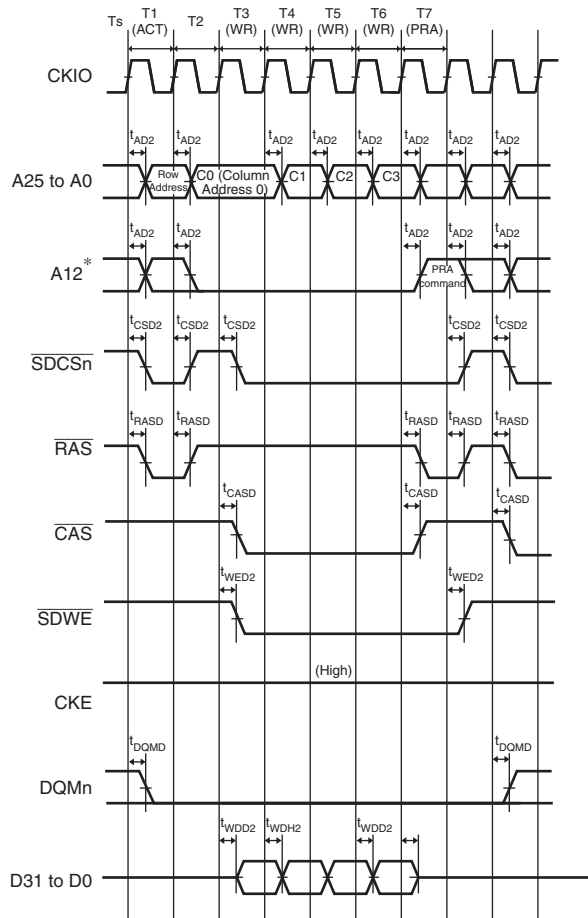 Ts T1 T2 T3 T4 T5 T6 T7
(ACT) (WR) (WR) (WR) (WR) (PRA)
CKIO
tAD2 tAD2 tAD2 tAD2 tAD2 tAD2 tAD2 tAD2
A25 to A0
Row Address
C0 (Column Address 0)
C1 C2 C3
tAD2 tAD2 tAD2 tAD2 tAD2
A12*
PRA command
tCSD2 tCSD2 tCSD2 tCSD2 tCSD2
SDCSn
tRASD tRASD tRASD tRASD tRASD
RAS
tCASD tCASD tCASD
CAS
tWED2 tWED2
SDWE
(High)
CKE
tDQMD tDQMD
DQMn
tWDD2 tWDH2 tWDD2
D31 to D0